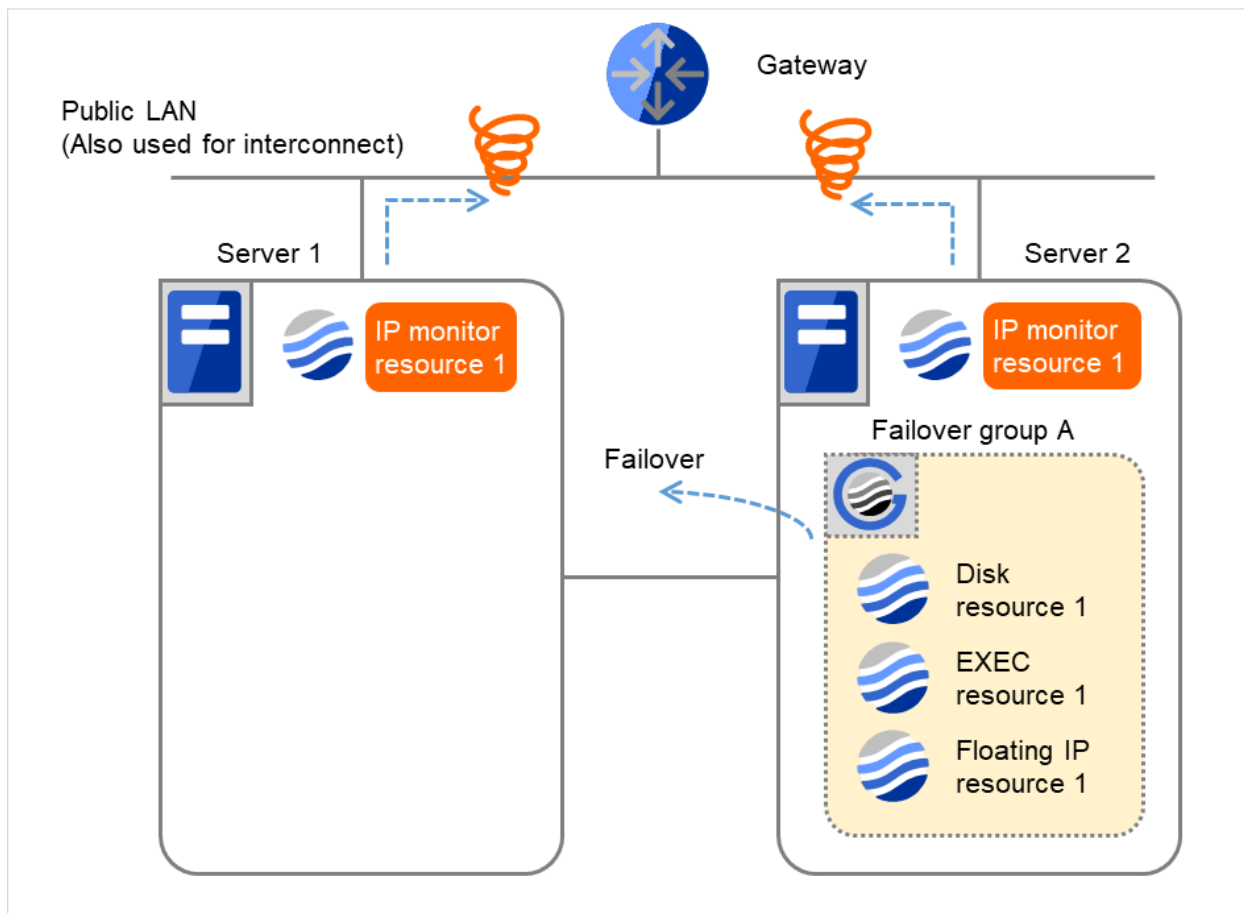 Gateway
Public LAN
(Also used for interconnect)
Server 1
Server 2
IP monitor
resource 1
IP monitor
resource 1
Failover group A
Failover
Disk
resource 1
EXEC
resource 1
Floating IP
resource 1